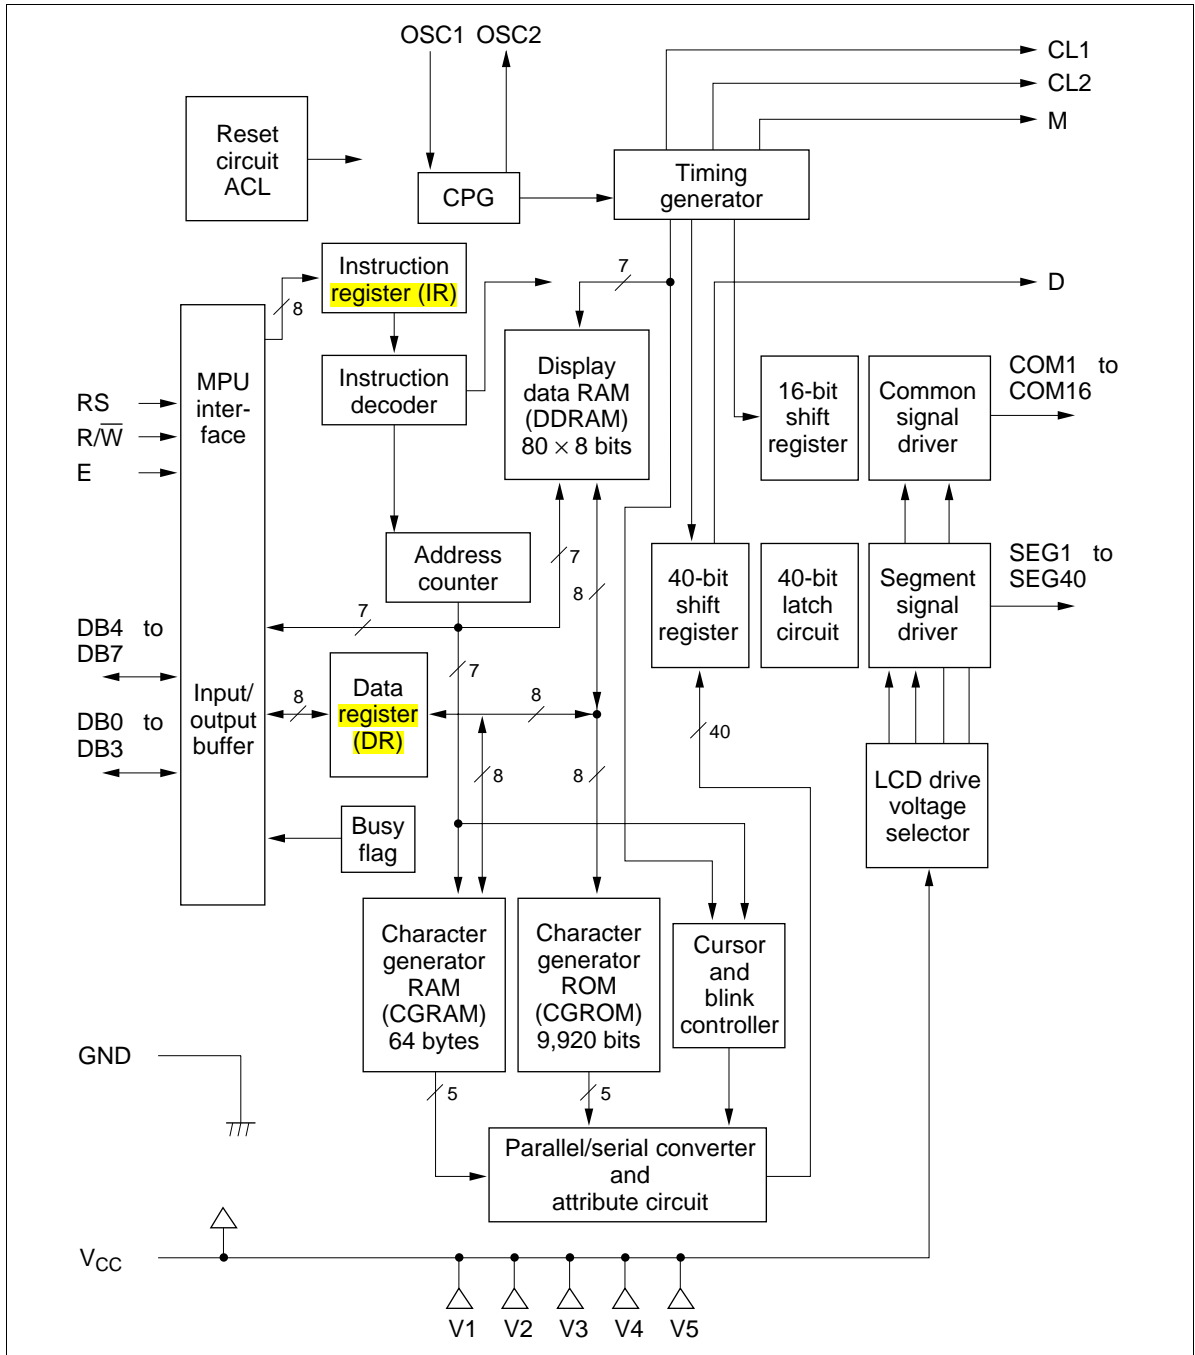 OSC1 OSC2
CL1
CL2
M
Reset
circuit
ACL
CPG
Timing
generator
Instruction
register (IR)
8
7
D
MPU
inter-
face
Instruction
decoder
Display
data RAM
(DDRAM)
80 × 8 bits
16-bit
shift
register
Common
signal
driver
COM1 to
COM16
RS
R/W̅
E
Address
counter
7
8
40-bit
shift
register
40-bit
latch
circuit
Segment
signal
driver
SEG1 to
SEG40
DB4 to
DB7
7
7
Input/
output
buffer
8
Data
register
(DR)
8
DB0 to
DB3
8
8
40
LCD drive
voltage
selector
Busy
flag
Character
generator
RAM
(CGRAM)
64 bytes
Character
generator
ROM
(CGROM)
9,920 bits
Cursor
and
blink
controller
GND
5
5
Parallel/serial converter
and
attribute circuit
VCC
V1 V2 V3 V4 V5